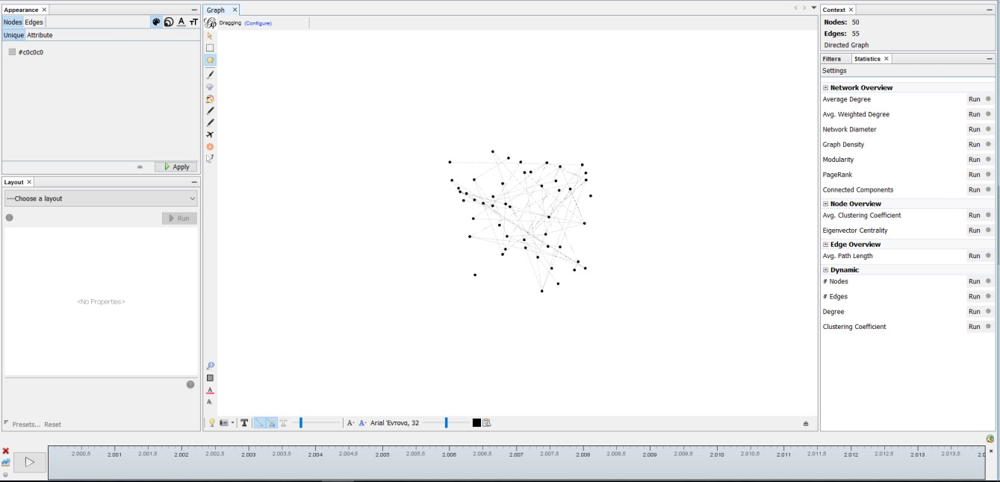 Appearance ×
Nodes Edges
T
Unique Attribute
#c0c0c0
Apply
Layout ×
---Choose a layout
Run
<No Properties>
Presets... Reset
Graph ×
Dragging (Configure)
Arial Έντονα, 32
Context ×
Nodes: 50
Edges: 55
Directed Graph
Filters Statistics ×
Settings
Network Overview
Average Degree Run
Avg. Weighted Degree Run
Network Diameter Run
Graph Density Run
Modularity Run
PageRank Run
Connected Components Run
Node Overview
Avg. Clustering Coefficient Run
Eigenvector Centrality Run
Edge Overview
Avg. Path Length Run
Dynamic
# Nodes Run
# Edges Run
Degree Run
Clustering Coefficient Run
2.000,5 2.001 2.001,5 2.002 2.002,5 2.003 2.003,5 2.004 2.004,5 2.005 2.005,5 2.006 2.006,5 2.007 2.007,5 2.008 2.008,5 2.009 2.009,5 2.010 2.010,5 2.011 2.011,5 2.012 2.012,5 2.013 2.013,5